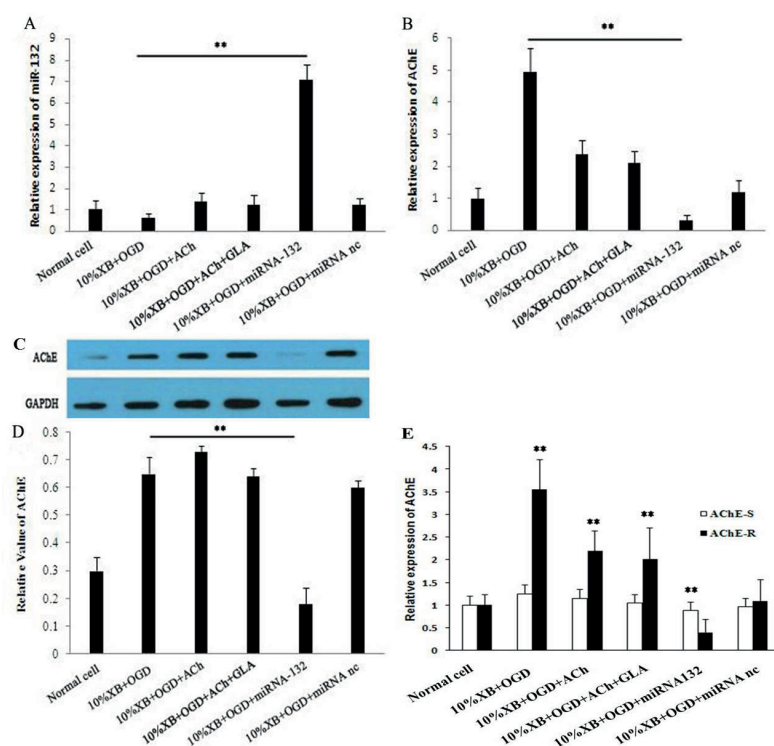 A
Relative expression of miR-132
9
8
7
6
5
4
3
2
1
0
**
Normal cell
10%XB+OGD
10%XB+OGD+ACh
10%XB+OGD+ACh+GLA
10%XB+OGD+miRNA-132
10%XB+OGD+miRNA nc
B
Relative expression of AChE
6
5
4
3
2
1
0
**
Normal cell
10%XB+OGD
10%XB+OGD+ACh
10%XB+OGD+ACh+GLA
10%XB+OGD+miRNA-132
10%XB+OGD+miRNA nc
C
AChE
GAPDH
D
Relative Value of AChE
0.8
0.7
0.6
0.5
0.4
0.3
0.2
0.1
0
**
Normal cell
10%XB+OGD
10%XB+OGD+ACh
10%XB+OGD+ACh+GLA
10%XB+OGD+miRNA-132
10%XB+OGD+miRNA nc
E
Relative expression of AChE
4.5
4
3.5
3
2.5
2
1.5
1
0.5
0
**
**
**
**
AChE-S
AChE-R
Normal cell
10%XB+OGD
10%XB+OGD+ACh
10%XB+OGD+ACh+GLA
10%XB+OGD+miRNA132
10%XB+OGD+miRNA nc